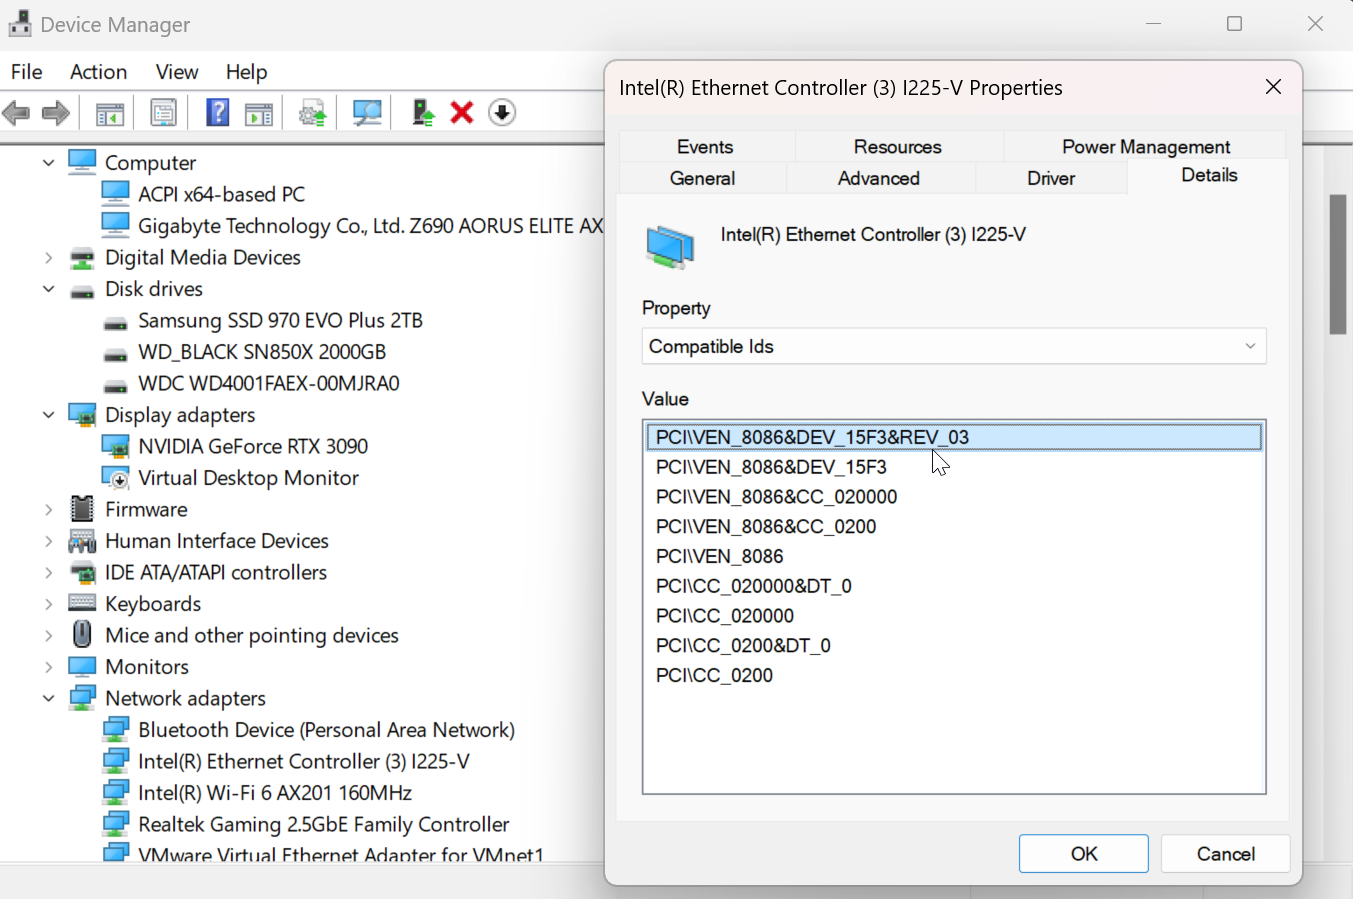 Device Manager
File Action View Help
Computer
ACPI x64-based PC
Gigabyte Technology Co., Ltd. Z690 AORUS ELITE AX
Digital Media Devices
Disk drives
Samsung SSD 970 EVO Plus 2TB
WD_BLACK SN850X 2000GB
WDC WD4001FAEX-00MJRA0
Display adapters
NVIDIA GeForce RTX 3090
Virtual Desktop Monitor
Firmware
Human Interface Devices
IDE ATA/ATAPI controllers
Keyboards
Mice and other pointing devices
Monitors
Network adapters
Bluetooth Device (Personal Area Network)
Intel(R) Ethernet Controller (3) I225-V
Intel(R) Wi-Fi 6 AX201 160MHz
Realtek Gaming 2.5GbE Family Controller
VMware Virtual Ethernet Adapter for VMnet1
Intel(R) Ethernet Controller (3) I225-V Properties
Events Resources Power Management
General Advanced Driver Details
Intel(R) Ethernet Controller (3) I225-V
Property
Compatible Ids
Value
PCI\VEN_8086&DEV_15F3&REV_03
PCI\VEN_8086&DEV_15F3
PCI\VEN_8086&CC_020000
PCI\VEN_8086&CC_0200
PCI\VEN_8086
PCI\CC_020000&DT_0
PCI\CC_020000
PCI\CC_0200&DT_0
PCI\CC_0200
OK Cancel